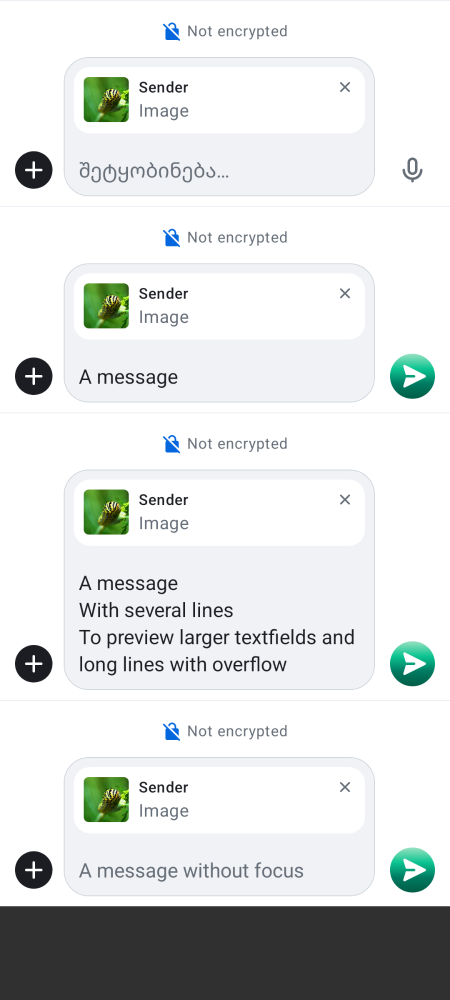 Not encrypted
Sender
Image
შეტყობინება…
Not encrypted
Sender
Image
A message
Not encrypted
Sender
Image
A message
With several lines
To preview larger textfields and
long lines with overflow
Not encrypted
Sender
Image
A message without focus